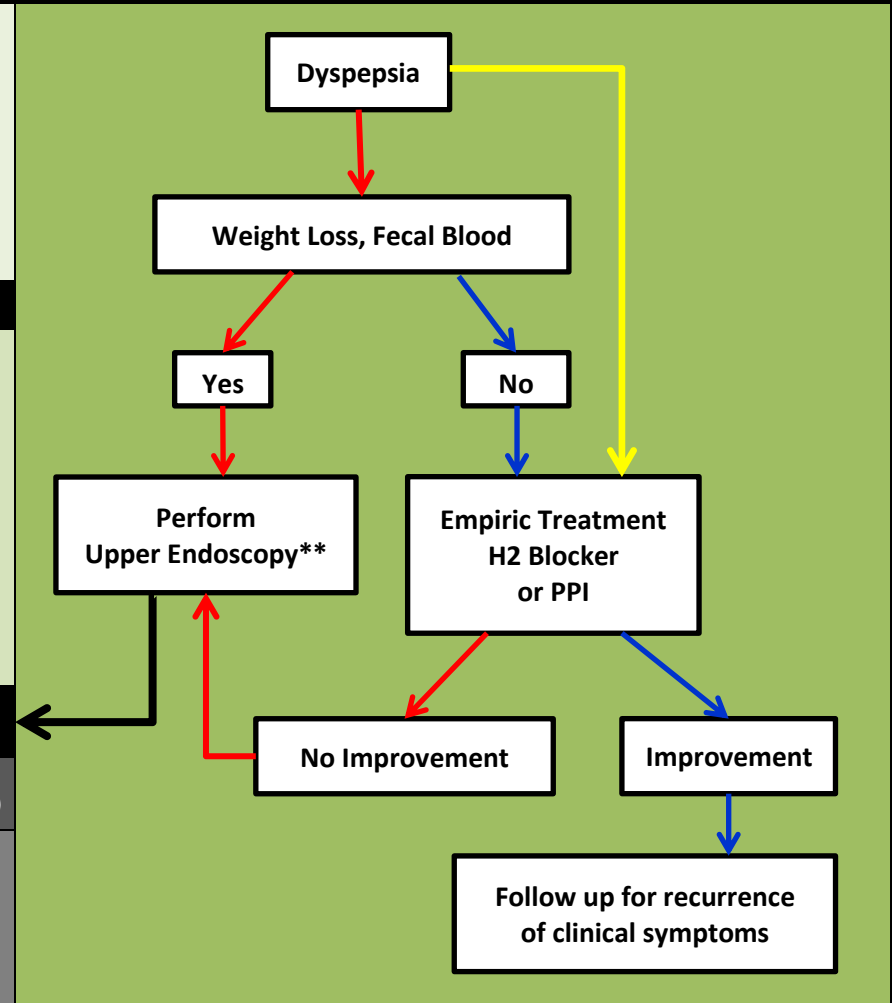 Dyspepsia
Weight Loss, Fecal Blood
Yes
No
Perform
Upper Endoscopy**
Empiric Treatment
H2 Blocker
or PPI
No Improvement
Improvement
Follow up for recurrence
of clinical symptoms